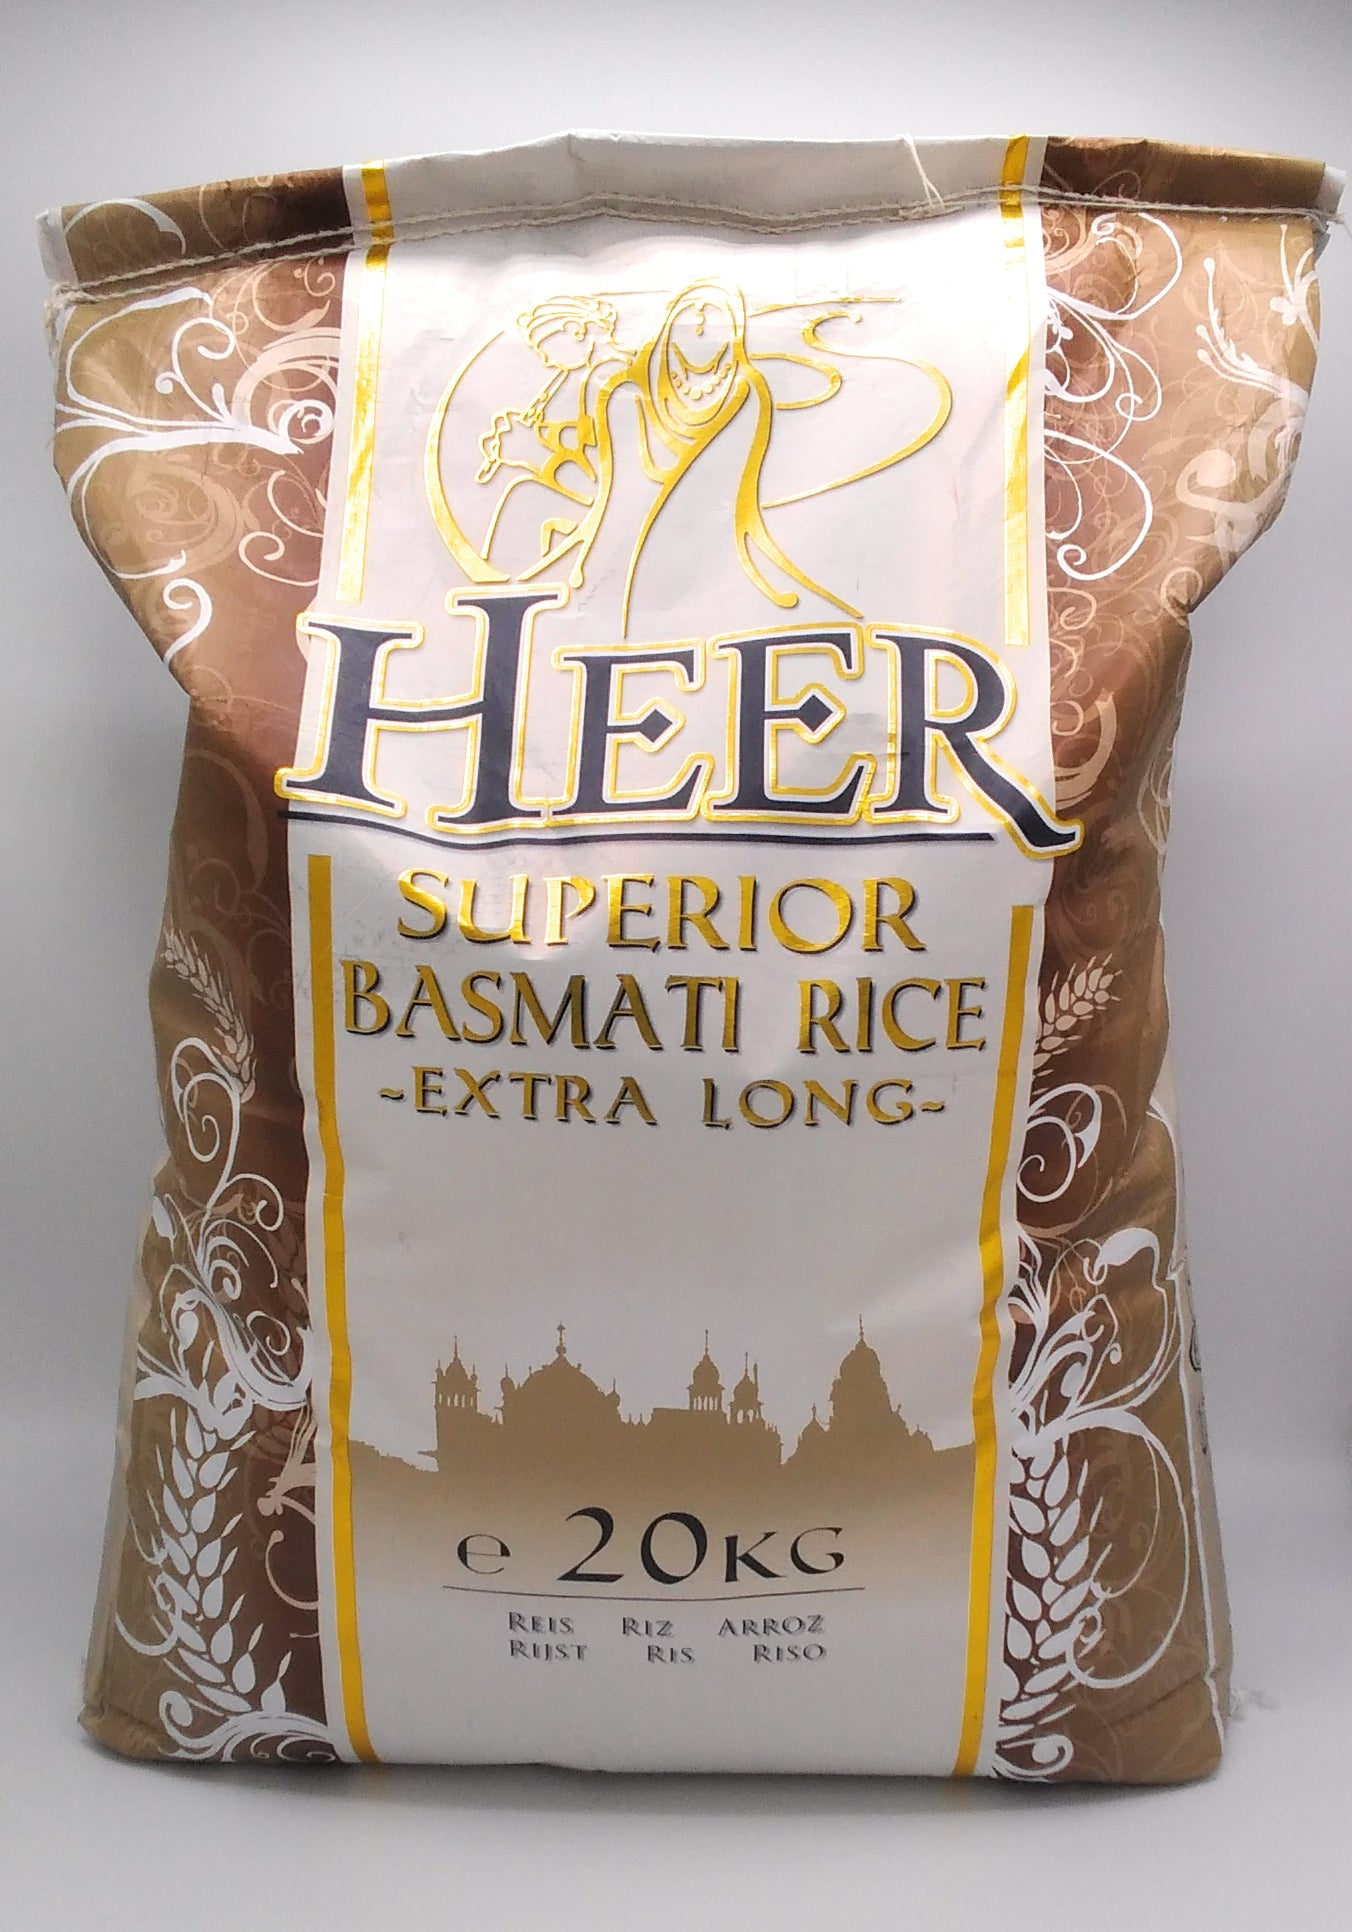 HEER
SUPERIOR
BASMATI RICE
~EXTRA LONG~
℮ 20KG
REIS RIZ ARROZ
RIJST RIS RISO